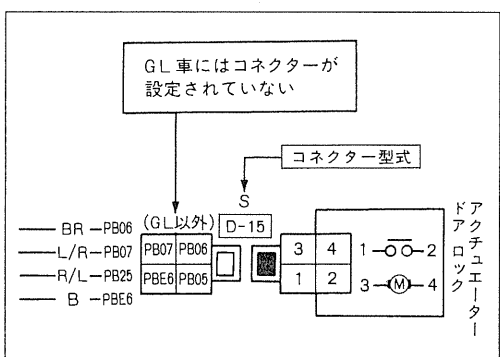 GL車にはコネクターが
設定されていない
コネクター型式
S
(GL以外)
D-15
BR-PB06
L/R-PB07
R/L-PB25
B-PBE6
PB07 PB06
PBE6 PB05
3 4
1 2
1 2
3 M 4
ドア ロック
アクチュエーター